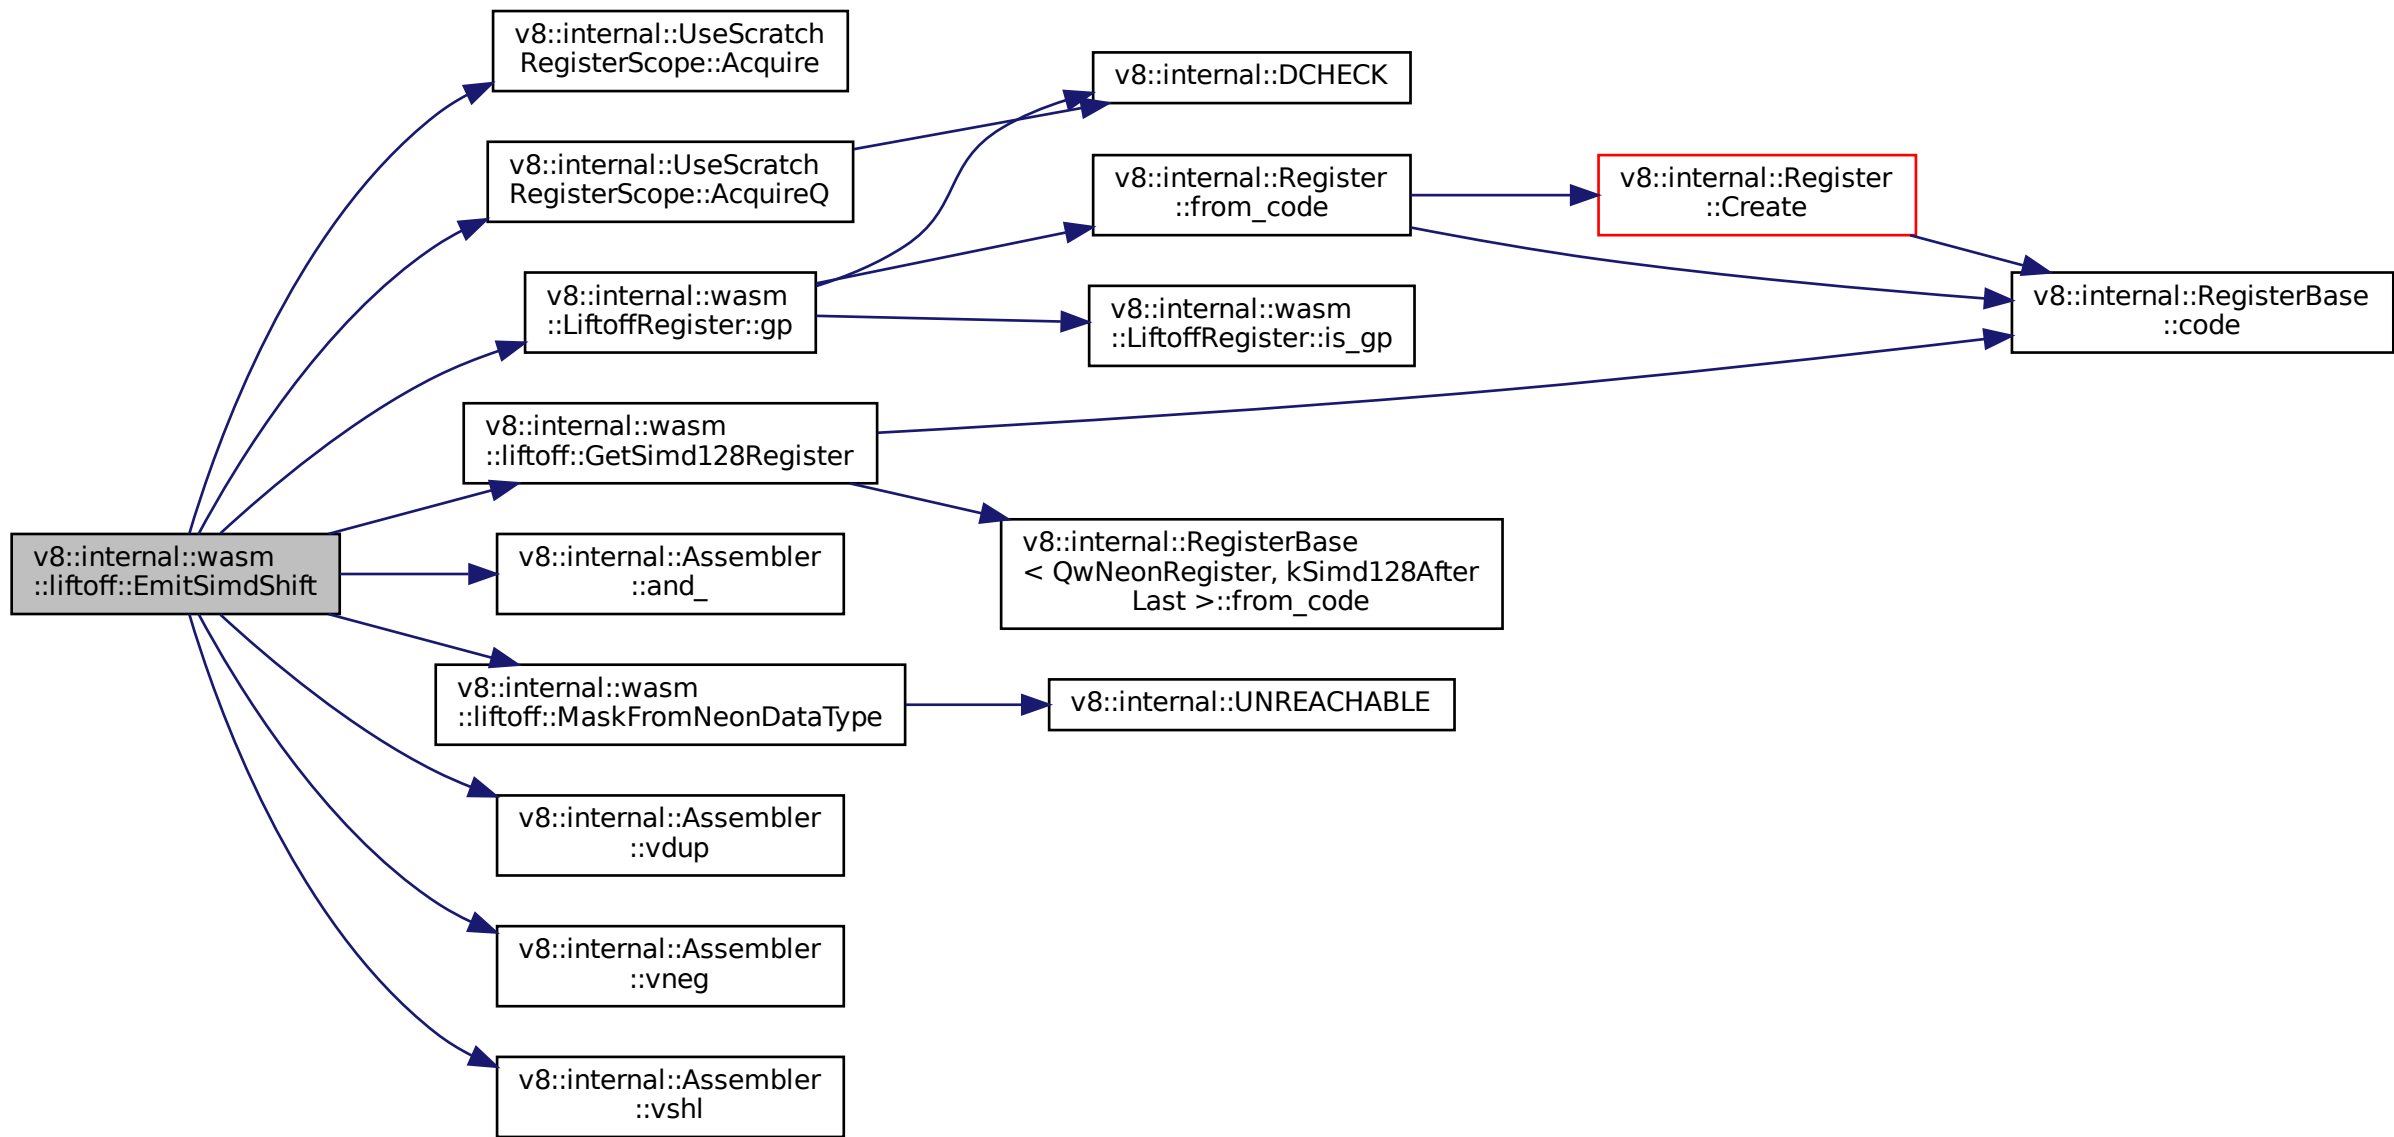 v8::internal::UseScratch
RegisterScope::Acquire
v8::internal::DCHECK
v8::internal::UseScratch
RegisterScope::AcquireQ
v8::internal::Register
::from_code
v8::internal::Register
::Create
v8::internal::wasm
::LiftoffRegister::gp
v8::internal::wasm
::LiftoffRegister::is_gp
v8::internal::RegisterBase
::code
v8::internal::wasm
::liftoff::GetSimd128Register
v8::internal::wasm
::liftoff::EmitSimdShift
v8::internal::Assembler
::and_
v8::internal::RegisterBase
< QwNeonRegister, kSimd128After
Last >::from_code
v8::internal::wasm
::liftoff::MaskFromNeonDataType
v8::internal::UNREACHABLE
v8::internal::Assembler
::vdup
v8::internal::Assembler
::vneg
v8::internal::Assembler
::vshl